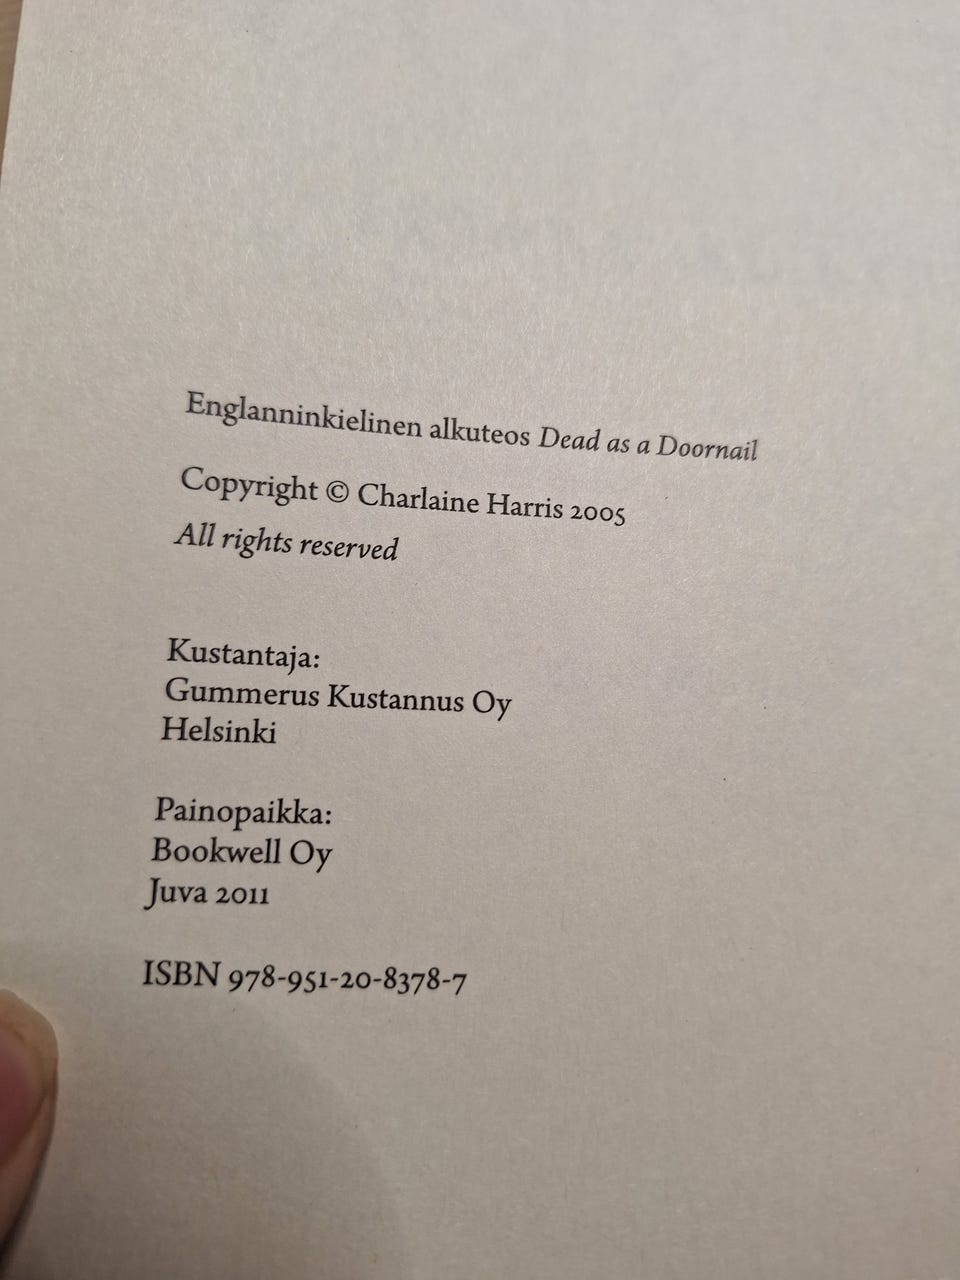 Englanninkielinen alkuteos Dead as a Doornail
Copyright © Charlaine Harris 2005
All rights reserved
Kustantaja:
Gummerus Kustannus Oy
Helsinki
Painopaikka:
Bookwell Oy
Juva 2011
ISBN 978-951-20-8378-7